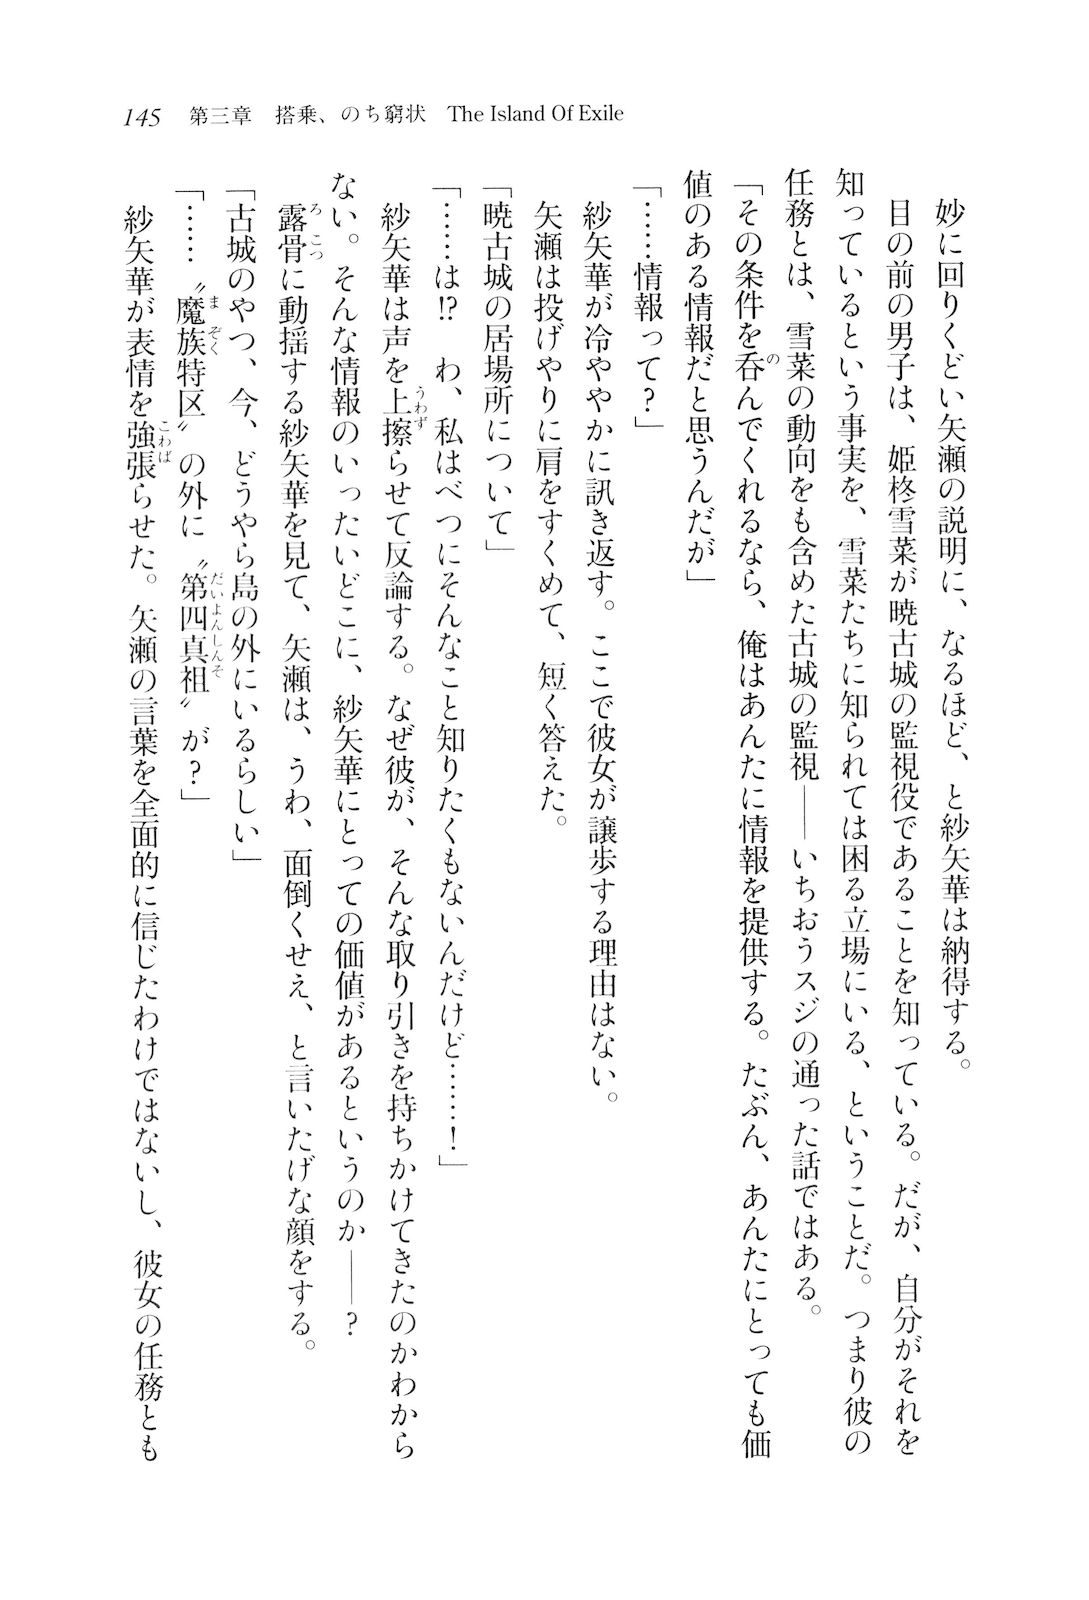 145　第三章　搭乗、のち窮状　The Island Of Exile
妙に回りくどい矢瀬の説明に、なるほど、と紗矢華は納得する。
目の前の男子は、姫柊雪菜が暁古城の監視役であることを知っている。だが、自分がそれを
知っているという事実を、雪菜たちに知られては困る立場にいる、ということだ。つまり彼の
任務とは、雪菜の動向をも含めた古城の監視――いちおうスジの通った話ではある。
「その条件を呑んでくれるなら、俺はあんたに情報を提供する。たぶん、あんたにとっても価
値のある情報だと思うんだが」
「……情報って?」
紗矢華が冷ややかに訊き返す。ここで彼女が譲歩する理由はない。
矢瀬は投げやりに肩をすくめて、短く答えた。
「暁古城の居場所について」
「……は!?　わ、私はべつにそんなこと知りたくもないんだけど……!」
紗矢華は声を上擦らせて反論する。なぜ彼が、そんな取り引きを持ちかけてきたのかわから
ない。そんな情報のいったいどこに、紗矢華にとっての価値があるというのか――?
露骨に動揺する紗矢華を見て、矢瀬は、うわ、面倒くせえ、と言いたげな顔をする。
「古城のやつ、今、どうやら島の外にいるらしい」
「……〝魔族特区〟の外に〝第四真祖〟が?」
紗矢華が表情を強張らせた。矢瀬の言葉を全面的に信じたわけではないし、彼女の任務とも